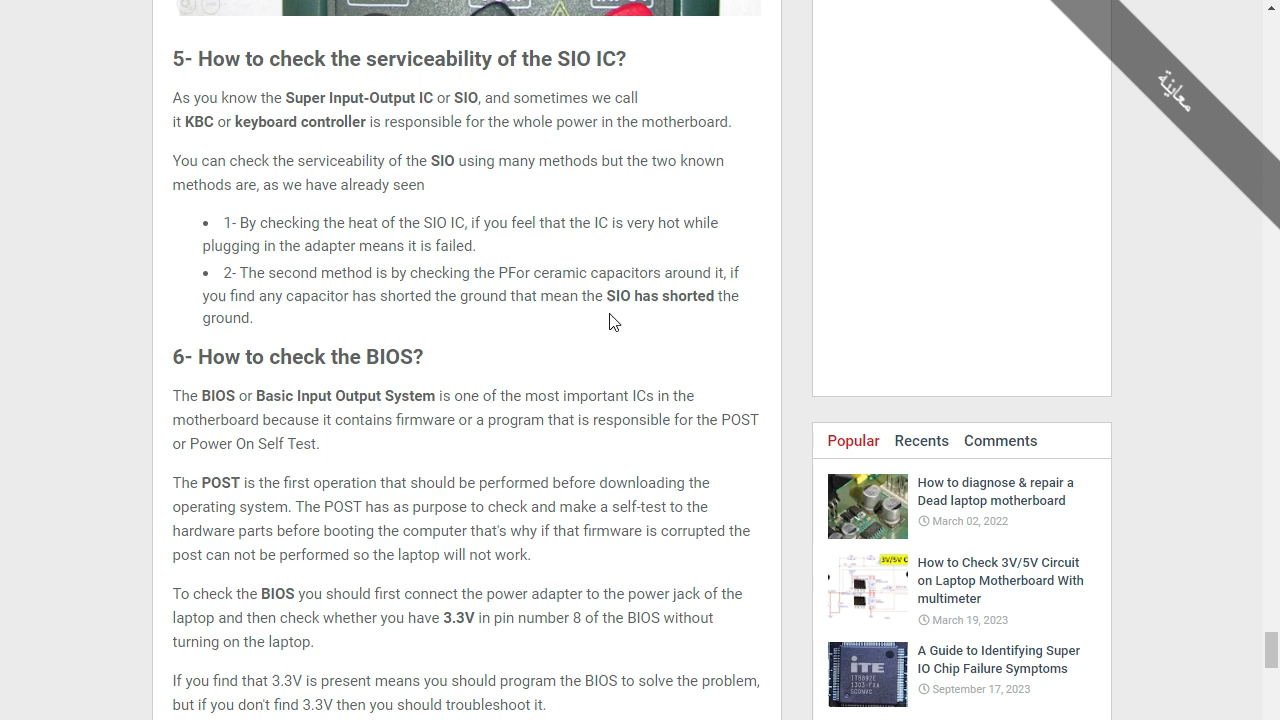 5- How to check the serviceability of the SIO IC?
As you know the Super Input-Output IC or SIO, and sometimes we call
it KBC or keyboard controller is responsible for the whole power in the motherboard.
You can check the serviceability of the SIO using many methods but the two known
methods are, as we have already seen
• 1- By checking the heat of the SIO IC, if you feel that the IC is very hot while
plugging in the adapter means it is failed.
• 2- The second method is by checking the PFor ceramic capacitors around it, if
you find any capacitor has shorted the ground that mean the SIO has shorted the
ground.
6- How to check the BIOS?
The BIOS or Basic Input Output System is one of the most important ICs in the
motherboard because it contains firmware or a program that is responsible for the POST
or Power On Self Test.
The POST is the first operation that should be performed before downloading the
operating system. The POST has as purpose to check and make a self-test to the
hardware parts before booting the computer that's why if that firmware is corrupted the
post can not be performed so the laptop will not work.
To check the BIOS you should first connect the power adapter to the power jack of the
laptop and then check whether you have 3.3V in pin number 8 of the BIOS without
turning on the laptop.
If you find that 3.3V is present means you should program the BIOS to solve the problem,
but if you don't find 3.3V then you should troubleshoot it.
معاينة
Popular Recents Comments
How to diagnose & repair a
Dead laptop motherboard
March 02, 2022
3V/5V C
How to Check 3V/5V Circuit
on Laptop Motherboard With
multimeter
March 19, 2023
iTE
A Guide to Identifying Super
IO Chip Failure Symptoms
September 17, 2023